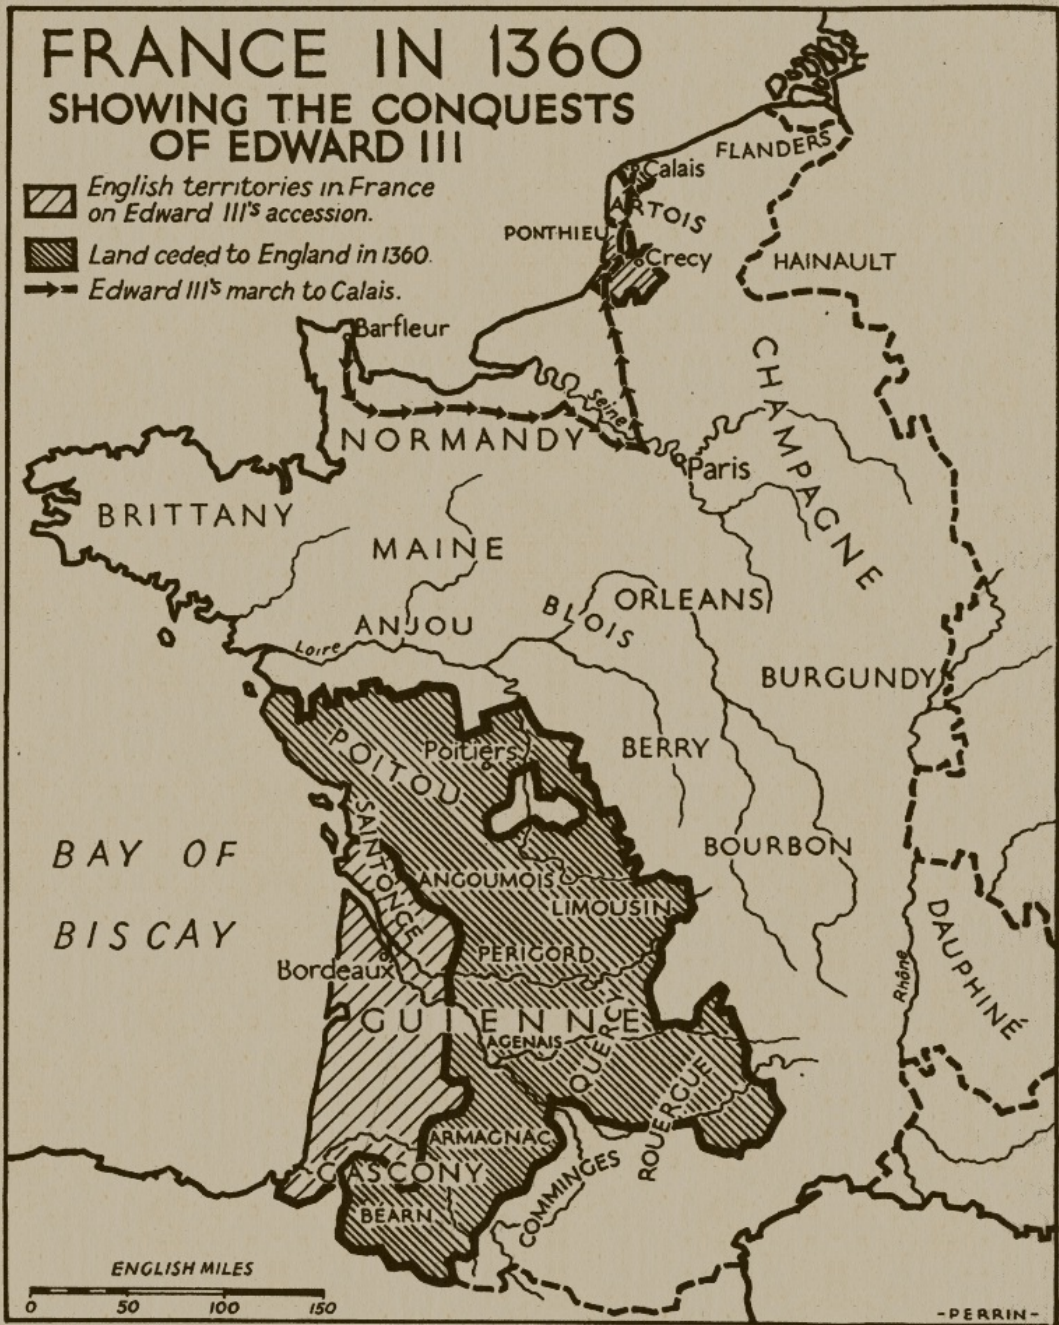 FRANCE IN 1360
SHOWING THE CONQUESTS
OF EDWARD III
English territories in France
on Edward III's accession.
Land ceded to England in 1360.
Edward III's march to Calais.
FLANDERS
Calais
ARTOIS
PONTHIEU
Crecy
HAINAULT
Barfleur
CHAMPAGNE
Seine
NORMANDY
Paris
BRITTANY
MAINE
ORLEANS
BLOIS
ANJOU
Loire
BURGUNDY
POITOU
Poitiers
BERRY
SAINTONGE
BOURBON
BAY OF
BISCAY
ANGOUMOIS
LIMOUSIN
DAUPHINÉ
PERIGORD
Bordeaux
Rhône
GUIENNE
AGENAIS
QUERCY
ROUERGUE
ARMAGNAC
GASCONY
COMMINGES
BEARN
ENGLISH MILES
0 50 100 150
-PERRIN-